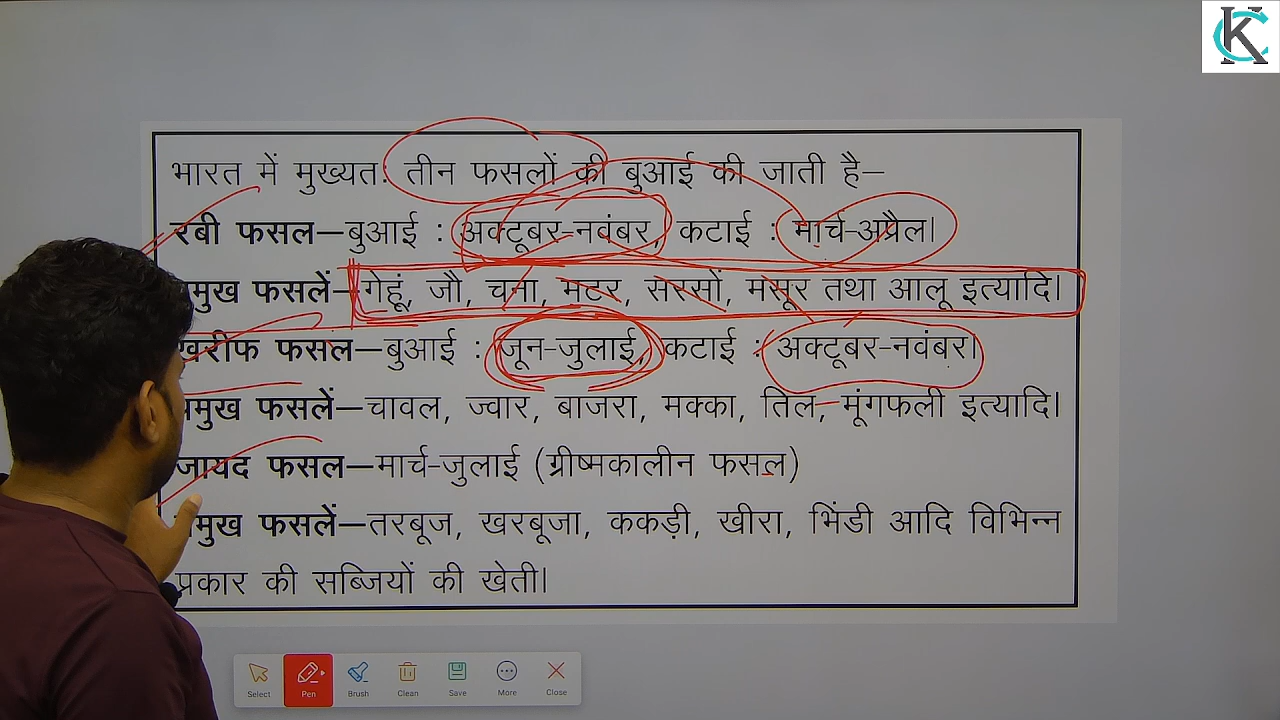 भारत में मुख्यतः तीन फसलों की बुआई की जाती है–
रबी फसल–बुआई : अक्टूबर-नवंबर, कटाई : मार्च-अप्रैल।
फसलें–गेहूं, जौ, चना, मटर, सरसों, मसूर तथा आलू इत्यादि।
खरीफ फसल–बुआई : जून-जुलाई, कटाई : अक्टूबर-नवंबर।
फसलें–चावल, ज्वार, बाजरा, मक्का, तिल, मूंगफली इत्यादि।
जायद फसल–मार्च-जुलाई (ग्रीष्मकालीन फसल)
फसलें–तरबूज, खरबूजा, ककड़ी, खीरा, भिंडी आदि विभिन्न
प्रकार की सब्जियों की खेती।
Select Pen Brush Clean Save More Close